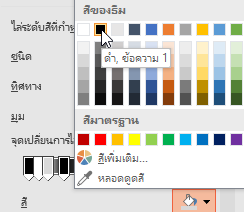 สีของธีม
ไล่ระดับสีที่กำห
ชนิด
ดำ, ข้อความ 1
ทิศทาง
มุม
สีมาตรฐาน
จุดเปลี่ยนการไ
สีเพิ่มเติม...
หลอดดูดสี
สี